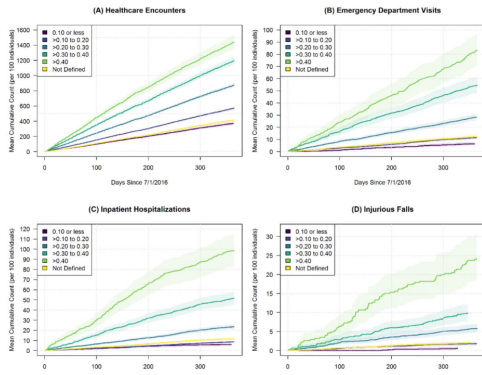 (A) Healthcare Encounters
Mean Cumulative Count (per 100 individuals)
1600
1400
1200
1000
800
600
400
200
0
0.10 or less
>0.10 to 0.20
>0.20 to 0.30
>0.30 to 0.40
>0.40
Not Defined
0
100
200
300
Days Since 7/1/2016
(B) Emergency Department Visits
Mean Cumulative Count (per 100 individuals)
100
90
80
70
60
50
40
30
20
10
0
0.10 or less
>0.10 to 0.20
>0.20 to 0.30
>0.30 to 0.40
>0.40
Not Defined
0
100
200
300
Days Since 7/1/2016
(C) Inpatient Hospitalizations
Mean Cumulative Count (per 100 individuals)
120
110
100
90
80
70
60
50
40
30
20
10
0
0.10 or less
>0.10 to 0.20
>0.20 to 0.30
>0.30 to 0.40
>0.40
Not Defined
0
100
200
300
(D) Injurious Falls
Mean Cumulative Count (per 100 individuals)
30
25
20
15
10
5
0
0.10 or less
>0.10 to 0.20
>0.20 to 0.30
>0.30 to 0.40
>0.40
Not Defined
0
100
200
300